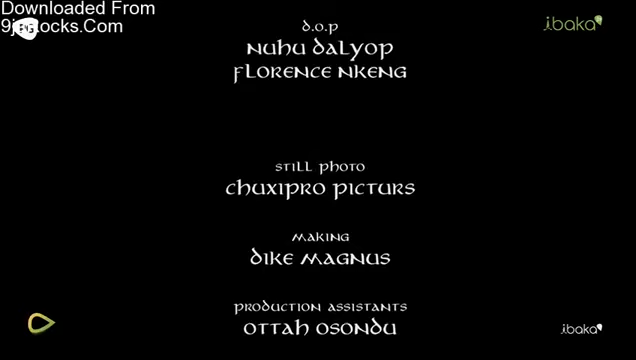 Downloaded From
9jaRocks.Com
PG
ibaka
d.o.p
Nuhu Dalyop
Florence Nkeng
still photo
chuxipro picturs
making
Dike Magnus
production assistants
Ottah Osondu
ibaka